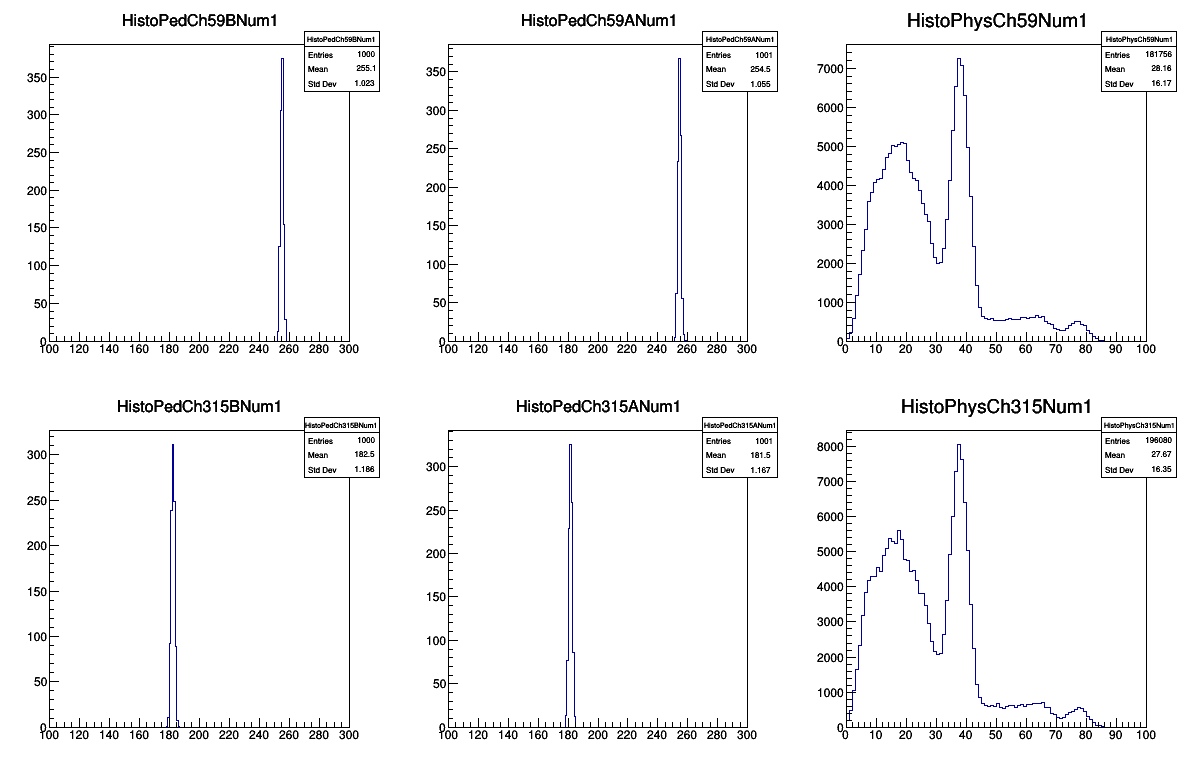 HistoPedCh59BNum1
HistoPedCh59BNum1
Entries 1000
Mean 255.1
Std Dev 1.023
350
300
250
200
150
100
50
0
100 120 140 160 180 200 220 240 260 280 300
HistoPedCh59ANum1
HistoPedCh59ANum1
Entries 1001
Mean 254.5
Std Dev 1.055
350
300
250
200
150
100
50
0
100 120 140 160 180 200 220 240 260 280 300
HistoPhysCh59Num1
HistoPhysCh59Num1
Entries 181756
Mean 28.16
Std Dev 16.17
7000
6000
5000
4000
3000
2000
1000
0
0 10 20 30 40 50 60 70 80 90 100
HistoPedCh315BNum1
HistoPedCh315BNum1
Entries 1000
Mean 182.5
Std Dev 1.186
300
250
200
150
100
50
0
100 120 140 160 180 200 220 240 260 280 300
HistoPedCh315ANum1
HistoPedCh315ANum1
Entries 1001
Mean 181.5
Std Dev 1.167
300
250
200
150
100
50
0
100 120 140 160 180 200 220 240 260 280 300
HistoPhysCh315Num1
HistoPhysCh315Num1
Entries 196080
Mean 27.67
Std Dev 16.35
8000
7000
6000
5000
4000
3000
2000
1000
0
0 10 20 30 40 50 60 70 80 90 100